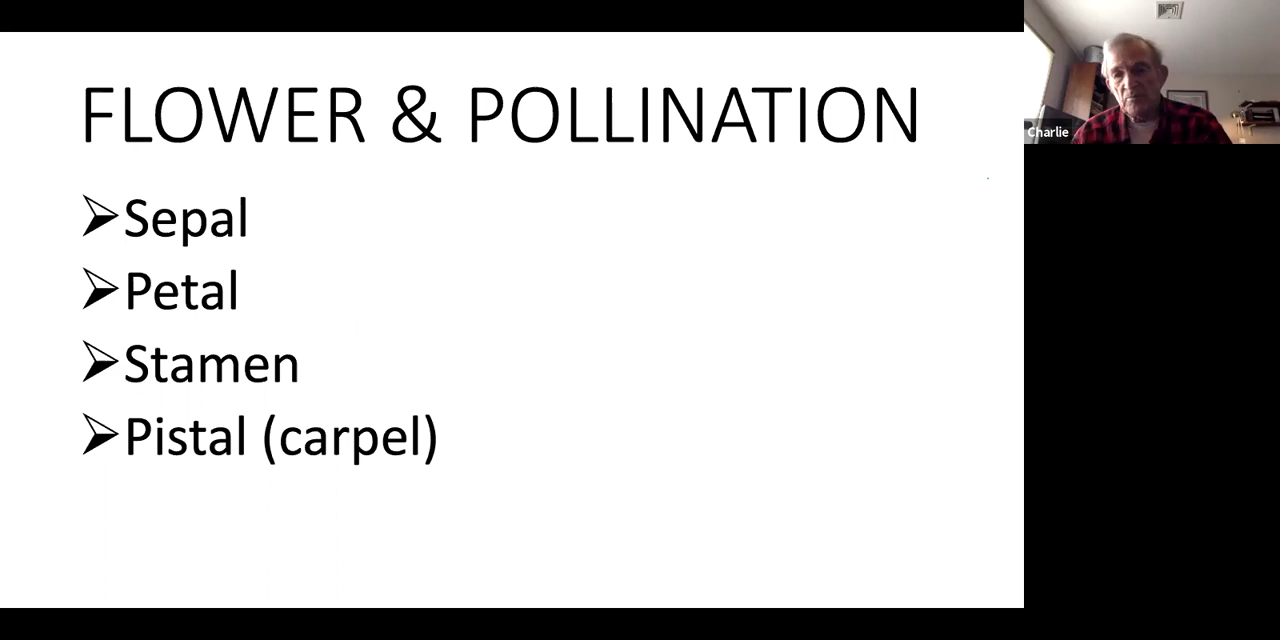 FLOWER & POLLINATION
Sepal
Petal
Stamen
Pistal (carpel)
Charlie